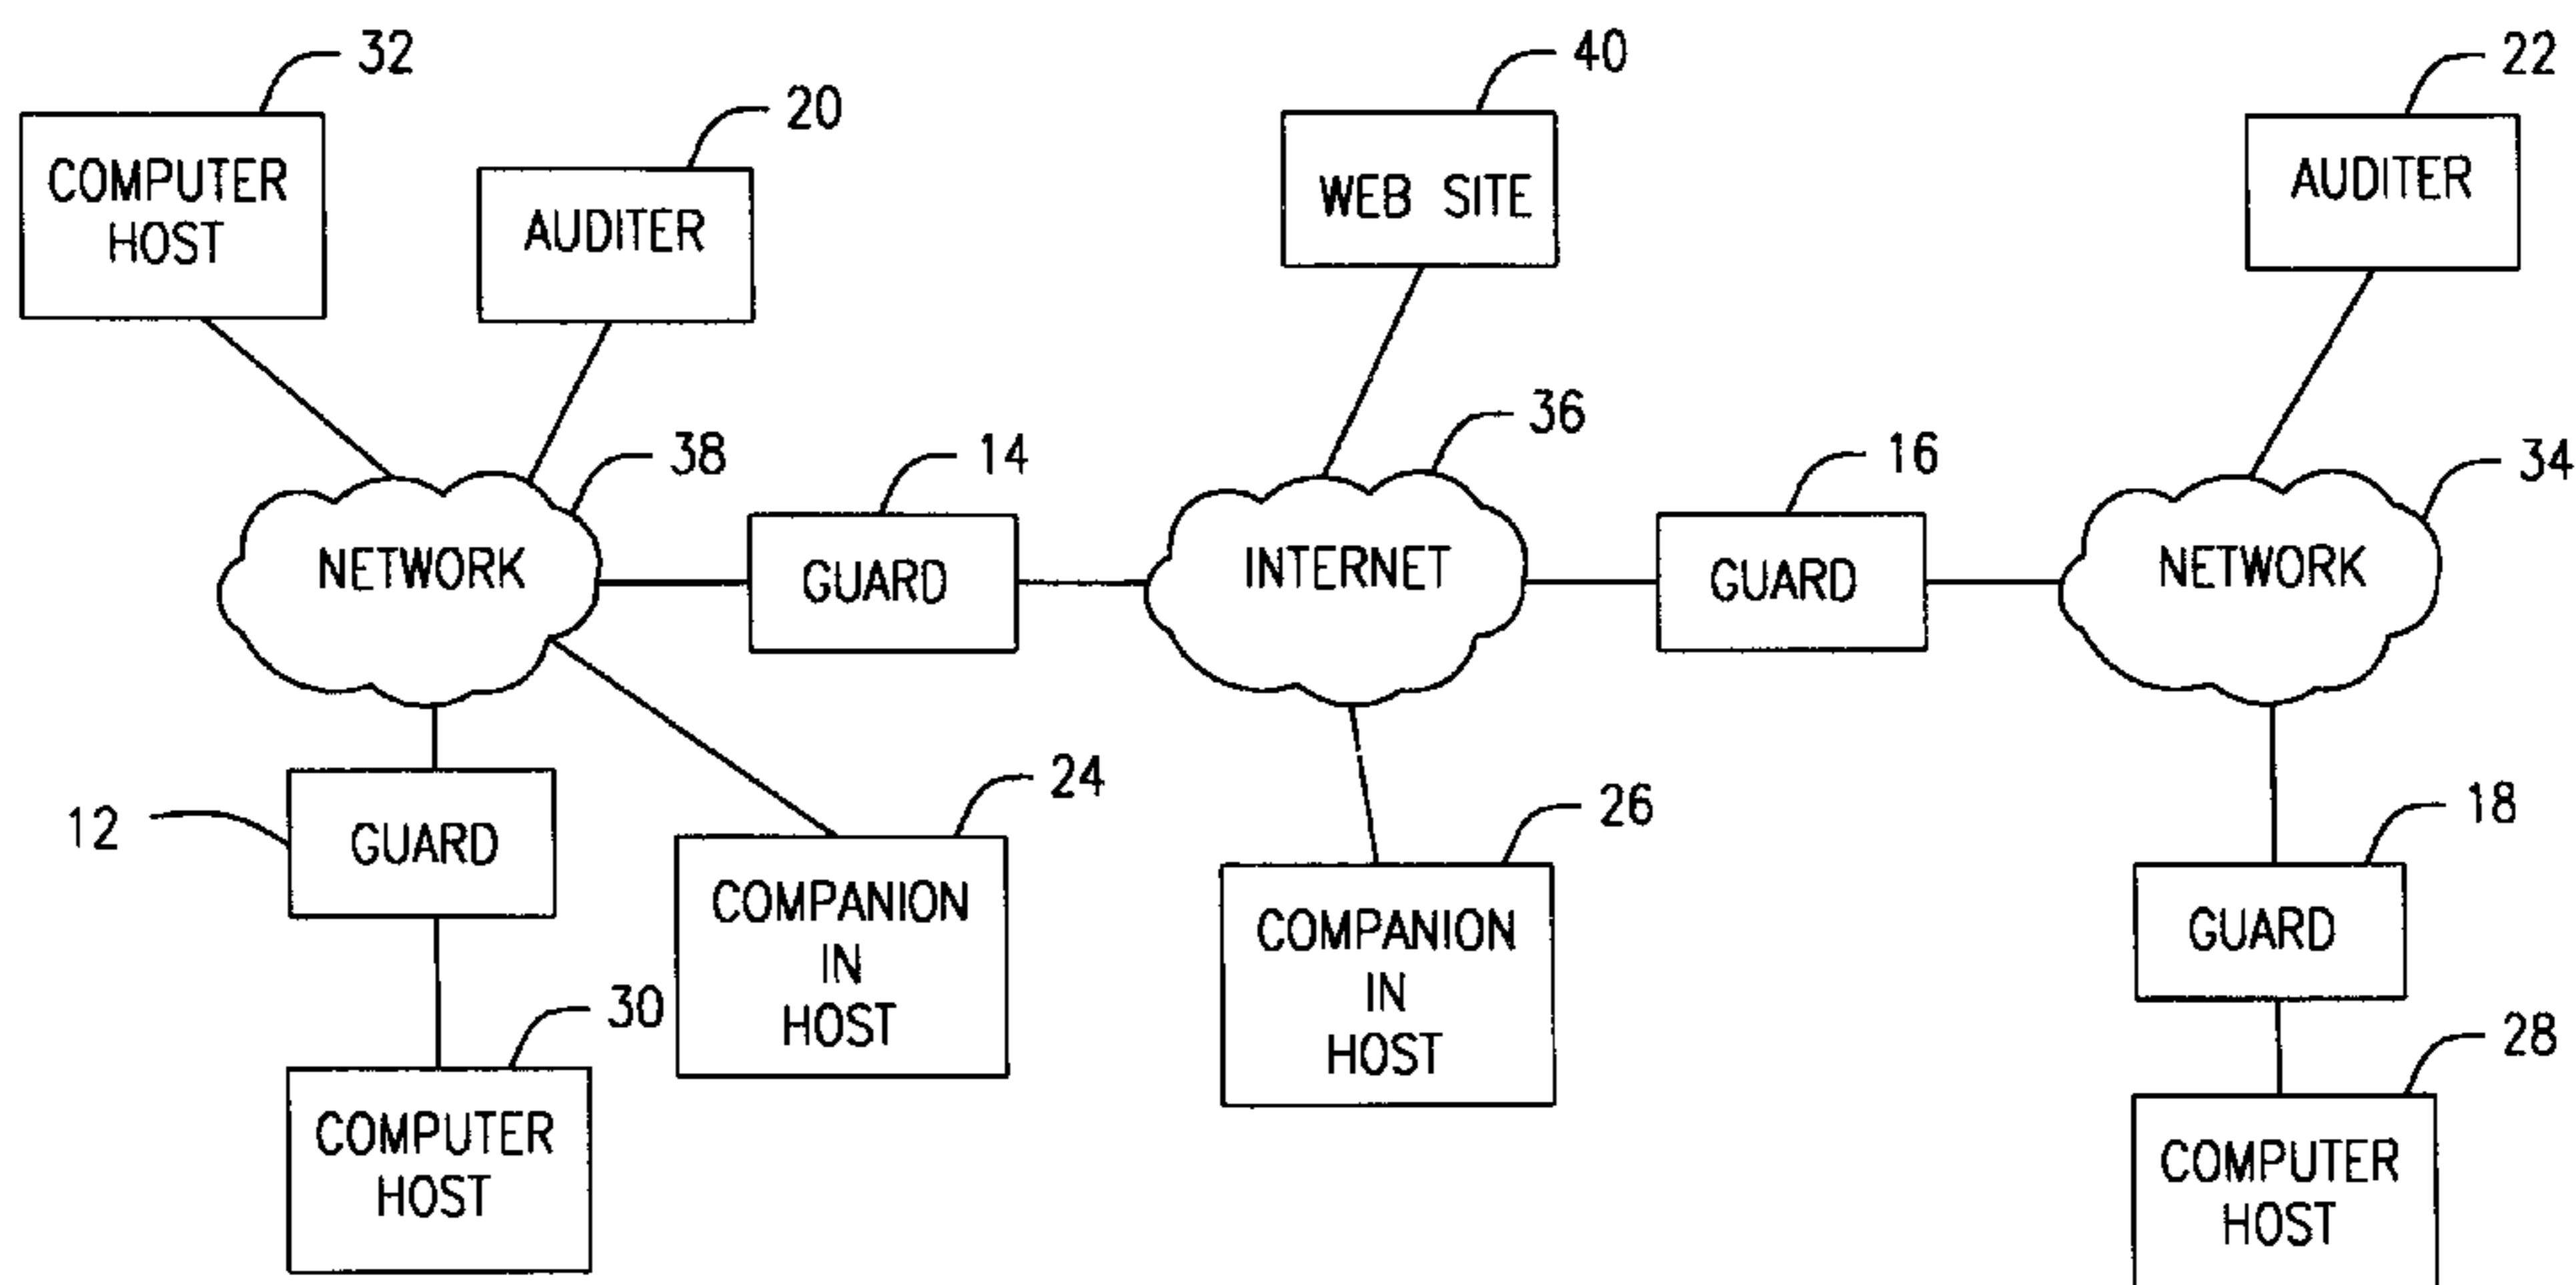 32
COMPUTER
HOST
20
AUDITER
40
WEB SITE
22
AUDITER
38
NETWORK
14
GUARD
36
INTERNET
16
GUARD
34
NETWORK
12
GUARD
24
COMPANION
IN
HOST
26
COMPANION
IN
HOST
18
GUARD
30
COMPUTER
HOST
28
COMPUTER
HOST